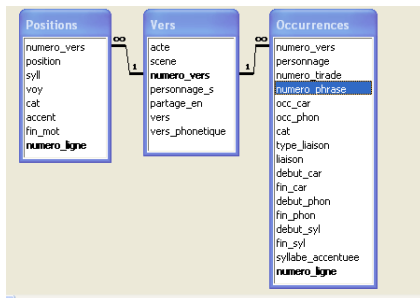 Positions
numero_vers
position
syll
voy
cat
accent
fin_mot
numero_ligne
∞
1
Vers
acte
scene
numero_vers
personnage_s
partage_en
vers
vers_phonetique
1
∞
Occurrences
numero_vers
personnage
numero_tirade
numero_phrase
occ_car
occ_phon
cat
type_liaison
liaison
debut_car
fin_car
debut_phon
fin_phon
debut_syl
fin_syl
syllabe_accentuee
numero_ligne